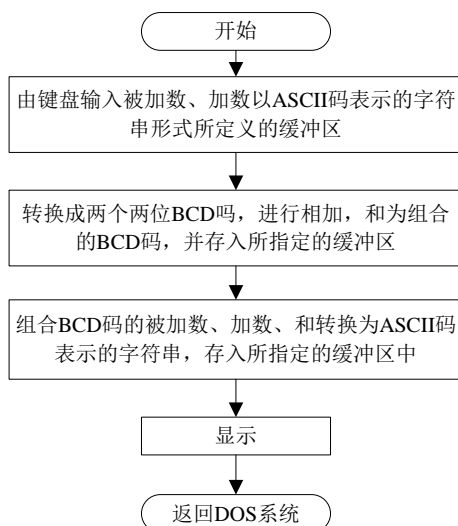 开始
由键盘输入被加数、加数以ASCII码表示的字符
串形式所定义的缓冲区
转换成两个两位BCD吗，进行相加，和为组合
的BCD码，并存入所指定的缓冲区
组合BCD码的被加数、加数、和转换为ASCII码
表示的字符串，存入所指定的缓冲区中
显示
返回DOS系统